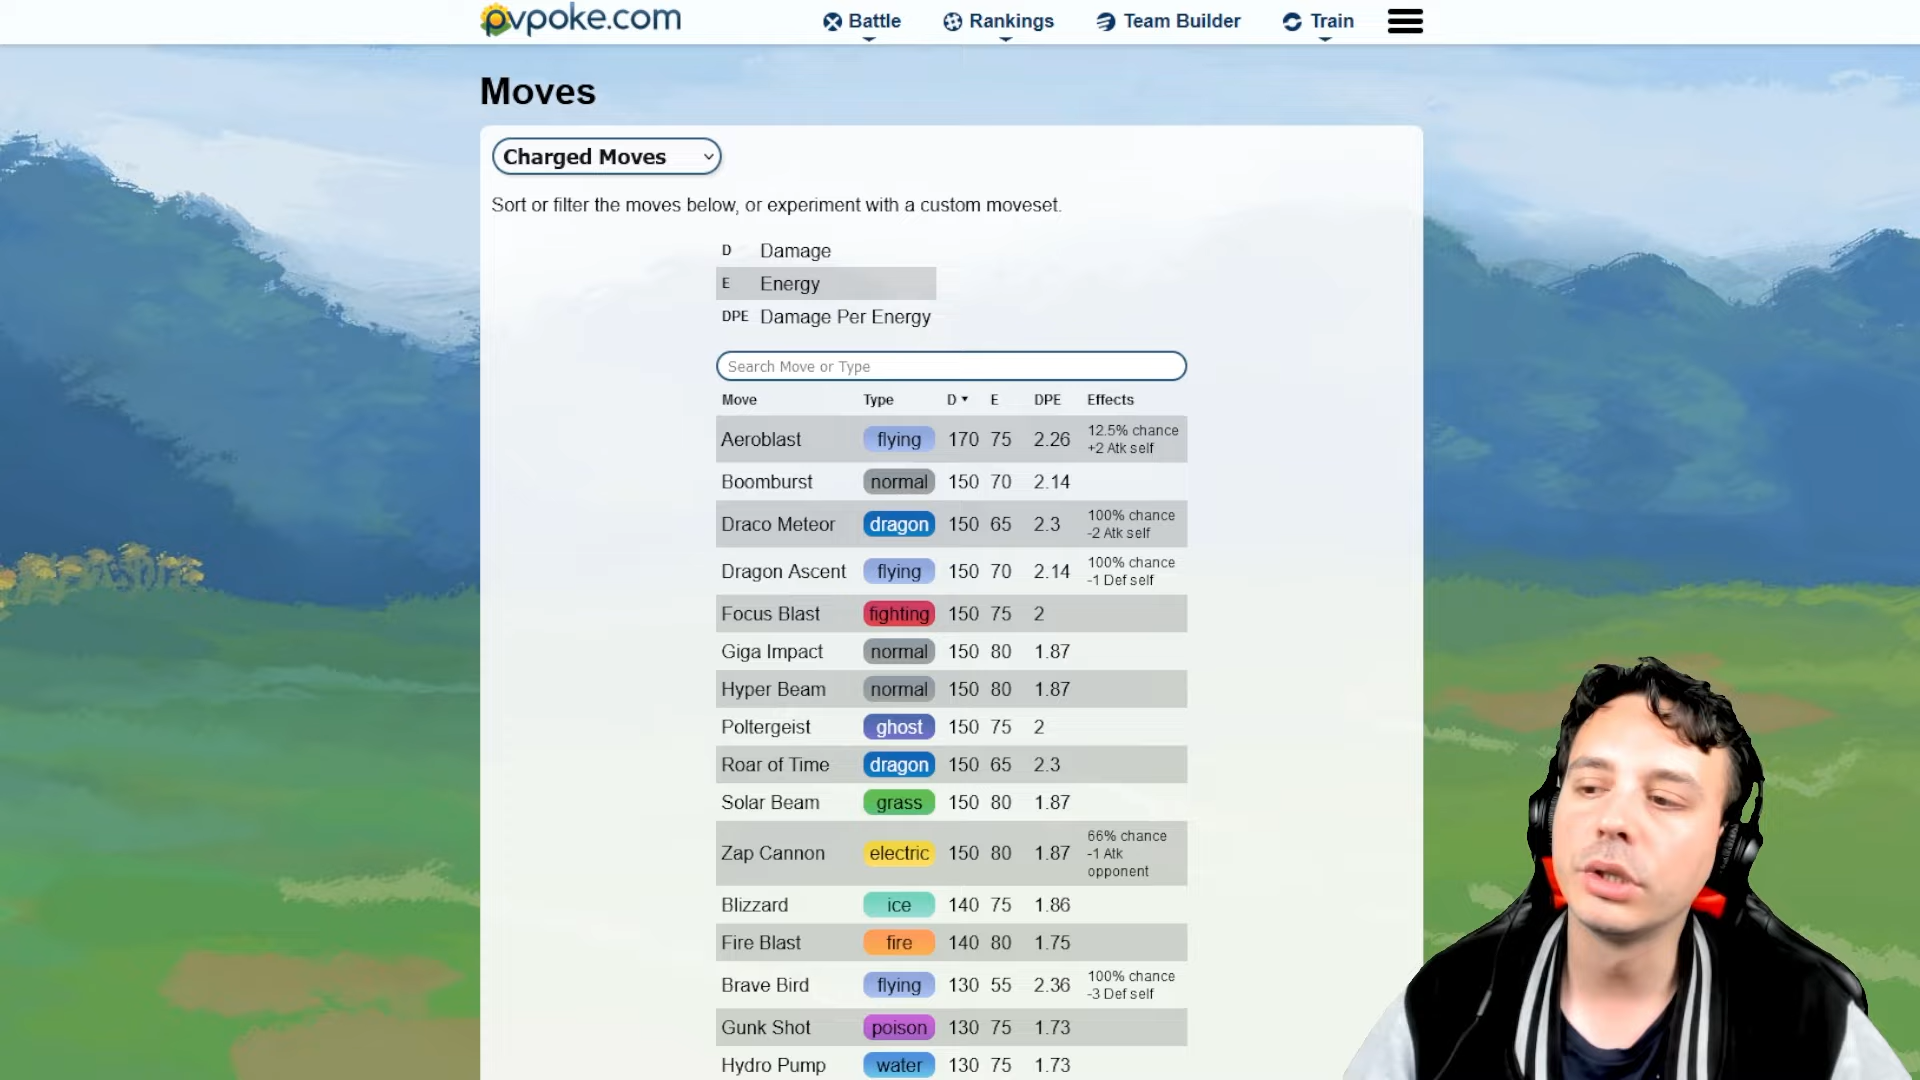 pvpoke.com
Battle Rankings Team Builder Train
Moves
Charged Moves
Sort or filter the moves below, or experiment with a custom moveset.
D Damage
E Energy
DPE Damage Per Energy
Search Move or Type
Move Type D E DPE Effects
Aeroblast flying 170 75 2.26 12.5% chance
+2 Atk self
Boomburst normal 150 70 2.14
Draco Meteor dragon 150 65 2.3 100% chance
-2 Atk self
Dragon Ascent flying 150 70 2.14 100% chance
-1 Def self
Focus Blast fighting 150 75 2
Giga Impact normal 150 80 1.87
Hyper Beam normal 150 80 1.87
Poltergeist ghost 150 75 2
Roar of Time dragon 150 65 2.3
Solar Beam grass 150 80 1.87
Zap Cannon electric 150 80 1.87 66% chance
-1 Atk
opponent
Blizzard ice 140 75 1.86
Fire Blast fire 140 80 1.75
Brave Bird flying 130 55 2.36 100% chance
-3 Def self
Gunk Shot poison 130 75 1.73
Hydro Pump water 130 75 1.73